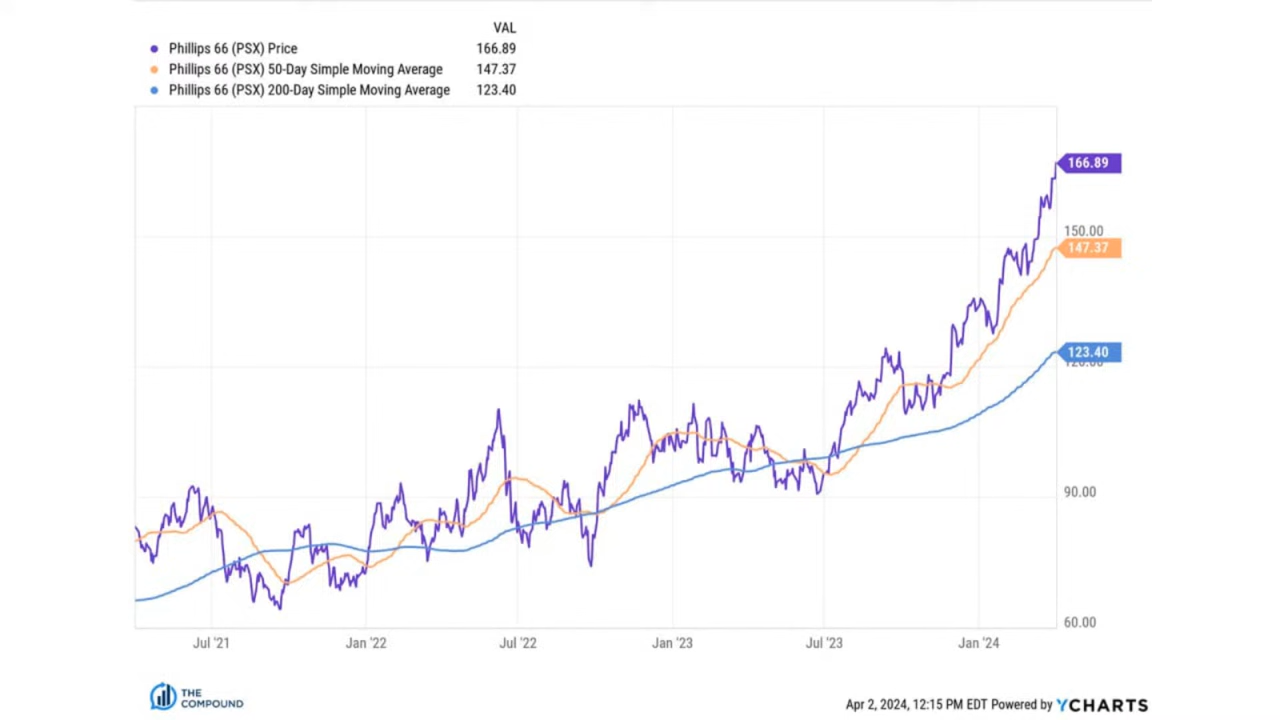 VAL
Phillips 66 (PSX) Price 166.89
Phillips 66 (PSX) 50-Day Simple Moving Average 147.37
Phillips 66 (PSX) 200-Day Simple Moving Average 123.40
166.89
150.00
147.37
123.40
120.00
90.00
60.00
Jul '21 Jan '22 Jul '22 Jan '23 Jul '23 Jan '24
THE
COMPOUND
Apr 2, 2024, 12:15 PM EDT Powered by YCHARTS